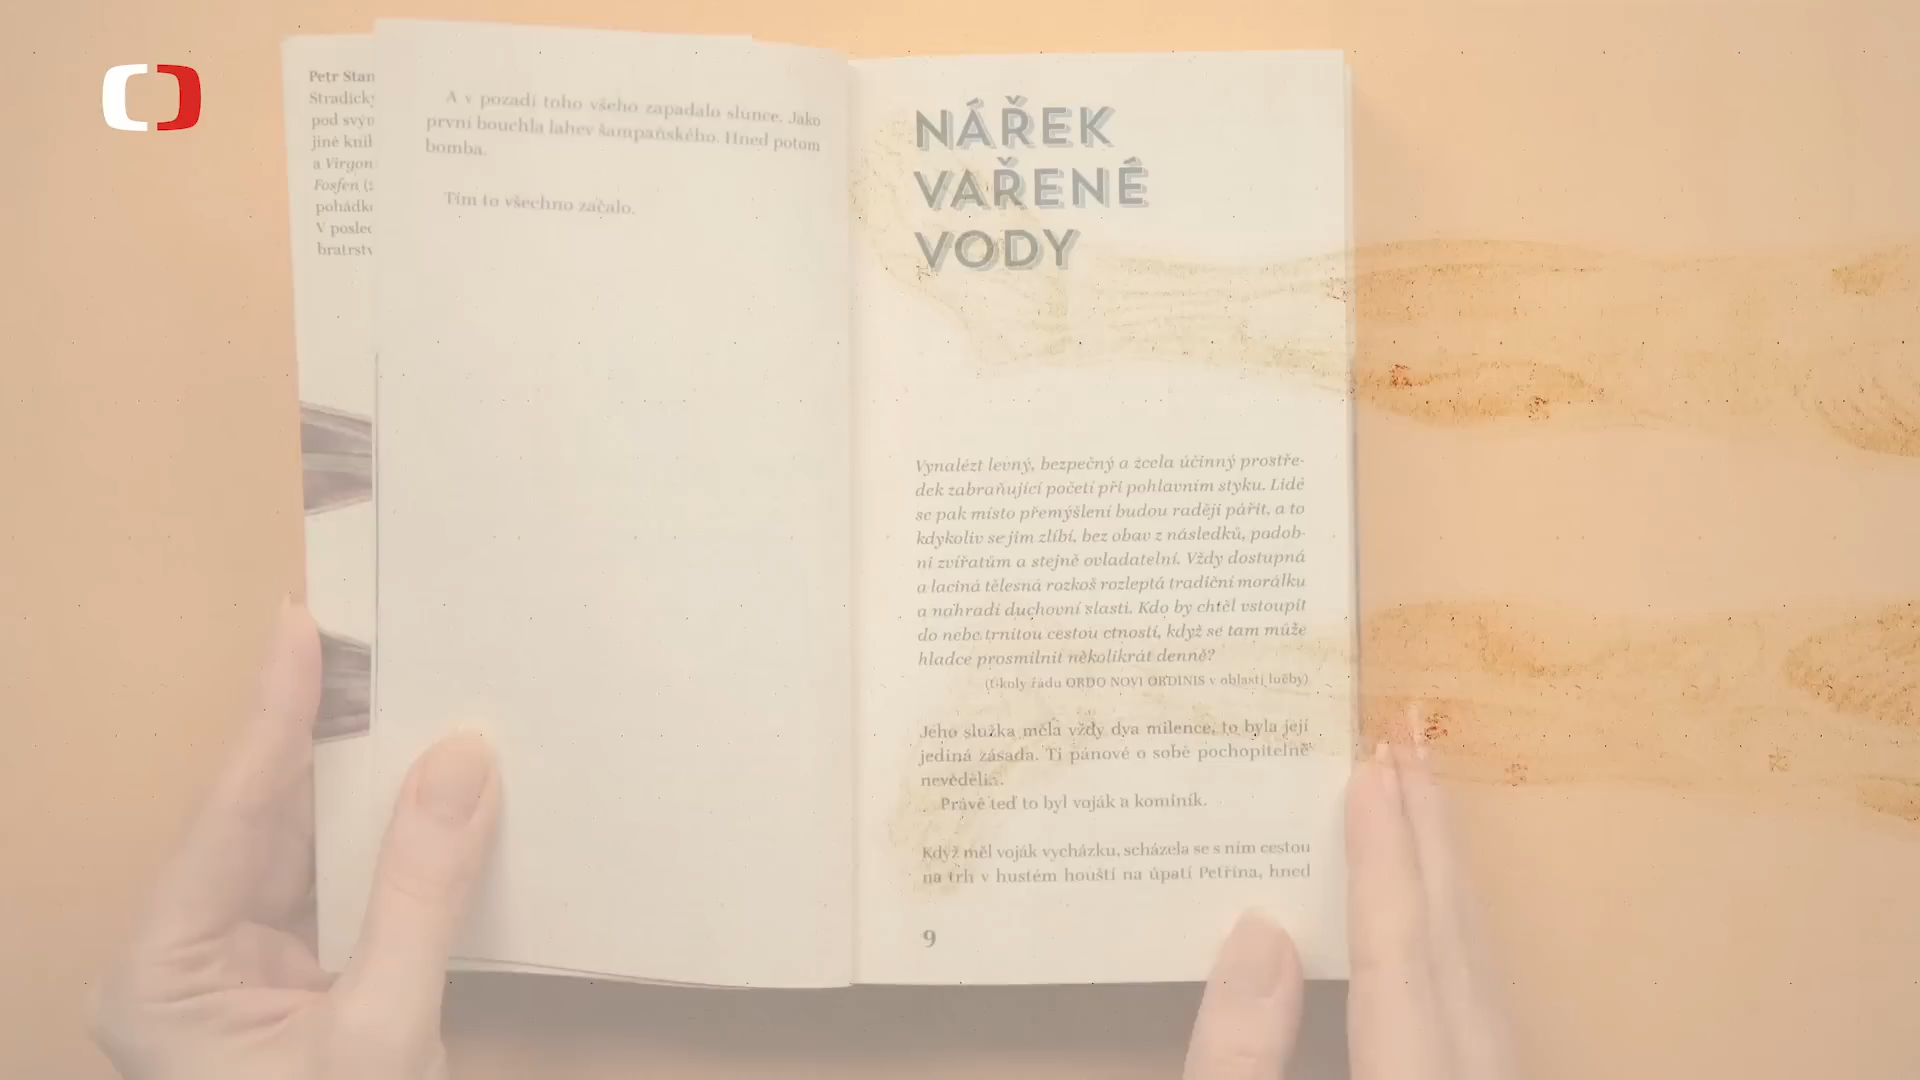 Petr Stan
Stradick
pod svým
jiné knih
a Virgon
Fosfen (
pohádk
V posled
bratrstv
A v pozadí toho všeho zapadalo slunce. Jako
první bouchla lahev šampaňského. Hned potom
bomba.
Tím to všechno začalo.
NÁŘEK
VAŘENÉ
VODY
Vynalézt levný, bezpečný a zcela účinný prostře-
dek zabraňující početí při pohlavním styku. Lidé
se pak místo přemýšlení budou raději pářit, a to
kdykoliv se jim zlíbí, bez obav z následků, podob-
ni zvířatům a stejně ovladatelní. Vždy dostupná
a laciná tělesná rozkoš rozleptá tradiční morálku
a nahradí duchovní slasti. Kdo by chtěl vstoupit
do nebe trnitou cestou ctností, když se tam může
hladce prosmilnit několikrát denně?
(Úkoly řádu ORDO NOVI ORDINIS v oblasti lučby)
Jeho služka měla vždy dva milence, to byla její
jediná zásada. Ti pánové o sobě pochopitelně
nevěděli.
Právě teď to byl voják a kominík.
Když měl voják vycházku, scházela se s ním cestou
na trh v hustém houští na úpatí Petřína, hned
9